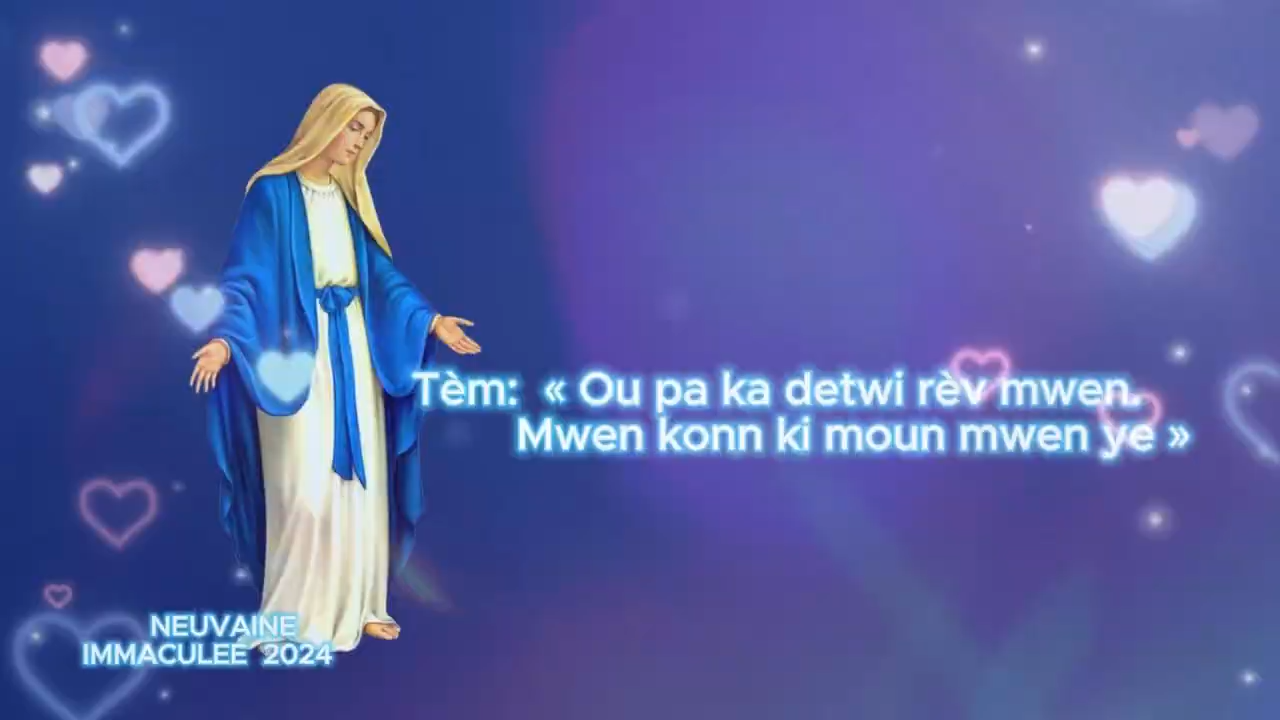 Tèm: « Ou pa ka detwi rèv mwen.
Mwen konn ki moun mwen ye »
NEUVAINE
IMMACULEE 2024